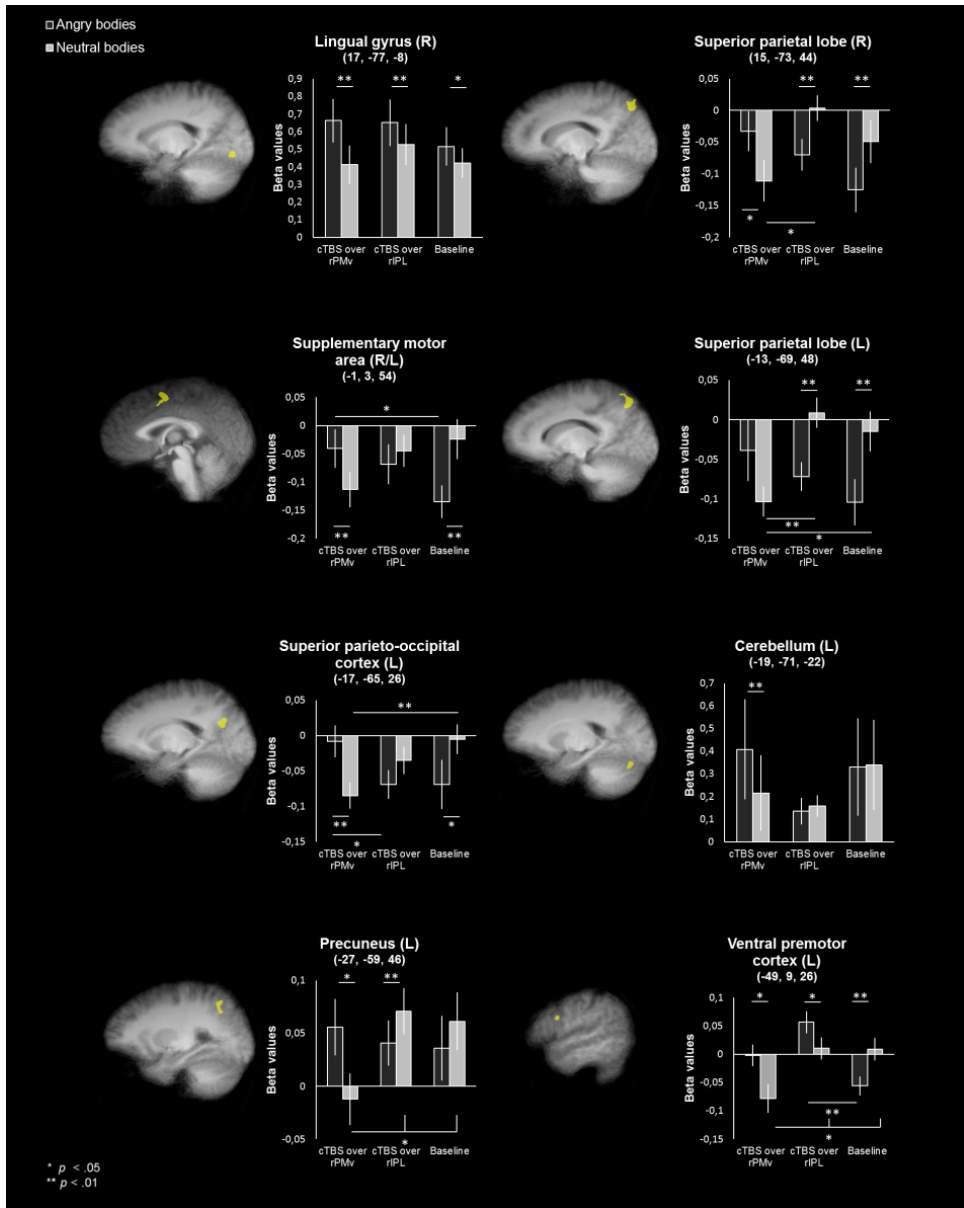 Angry bodies
Neutral bodies
Lingual gyrus (R)
(17, -77, -8)
Beta values
0,9
0,8
0,7
0,6
0,5
0,4
0,3
0,2
0,1
0
** ** *
cTBS over rPMv
cTBS over rIPL
Baseline
Superior parietal lobe (R)
(15, -73, 44)
Beta values
0,05
0
-0,05
-0,1
-0,15
-0,2
** **
*
*
cTBS over rPMv
cTBS over rIPL
Baseline
Supplementary motor
area (R/L)
(-1, 3, 54)
Beta values
0,05
0
-0,05
-0,1
-0,15
-0,2
*
** **
cTBS over rPMv
cTBS over rIPL
Baseline
Superior parietal lobe (L)
(-13, -69, 48)
Beta values
0,05
0
-0,05
-0,1
-0,15
** **
**
*
cTBS over rPMv
cTBS over rIPL
Baseline
Superior parieto-occipital
cortex (L)
(-17, -65, 26)
Beta values
0,05
0
-0,05
-0,1
-0,15
**
** *
*
cTBS over rPMv
cTBS over rIPL
Baseline
Cerebellum (L)
(-19, -71, -22)
Beta values
0,7
0,6
0,5
0,4
0,3
0,2
0,1
0
**
cTBS over rPMv
cTBS over rIPL
Baseline
Precuneus (L)
(-27, -59, 46)
Beta values
0,1
0,05
0
-0,05
* **
*
cTBS over rPMv
cTBS over rIPL
Baseline
Ventral premotor
cortex (L)
(-49, 9, 26)
Beta values
0,1
0,05
0
-0,05
-0,1
-0,15
* * **
**
*
cTBS over rPMv
cTBS over rIPL
Baseline
* p < .05
** p < .01